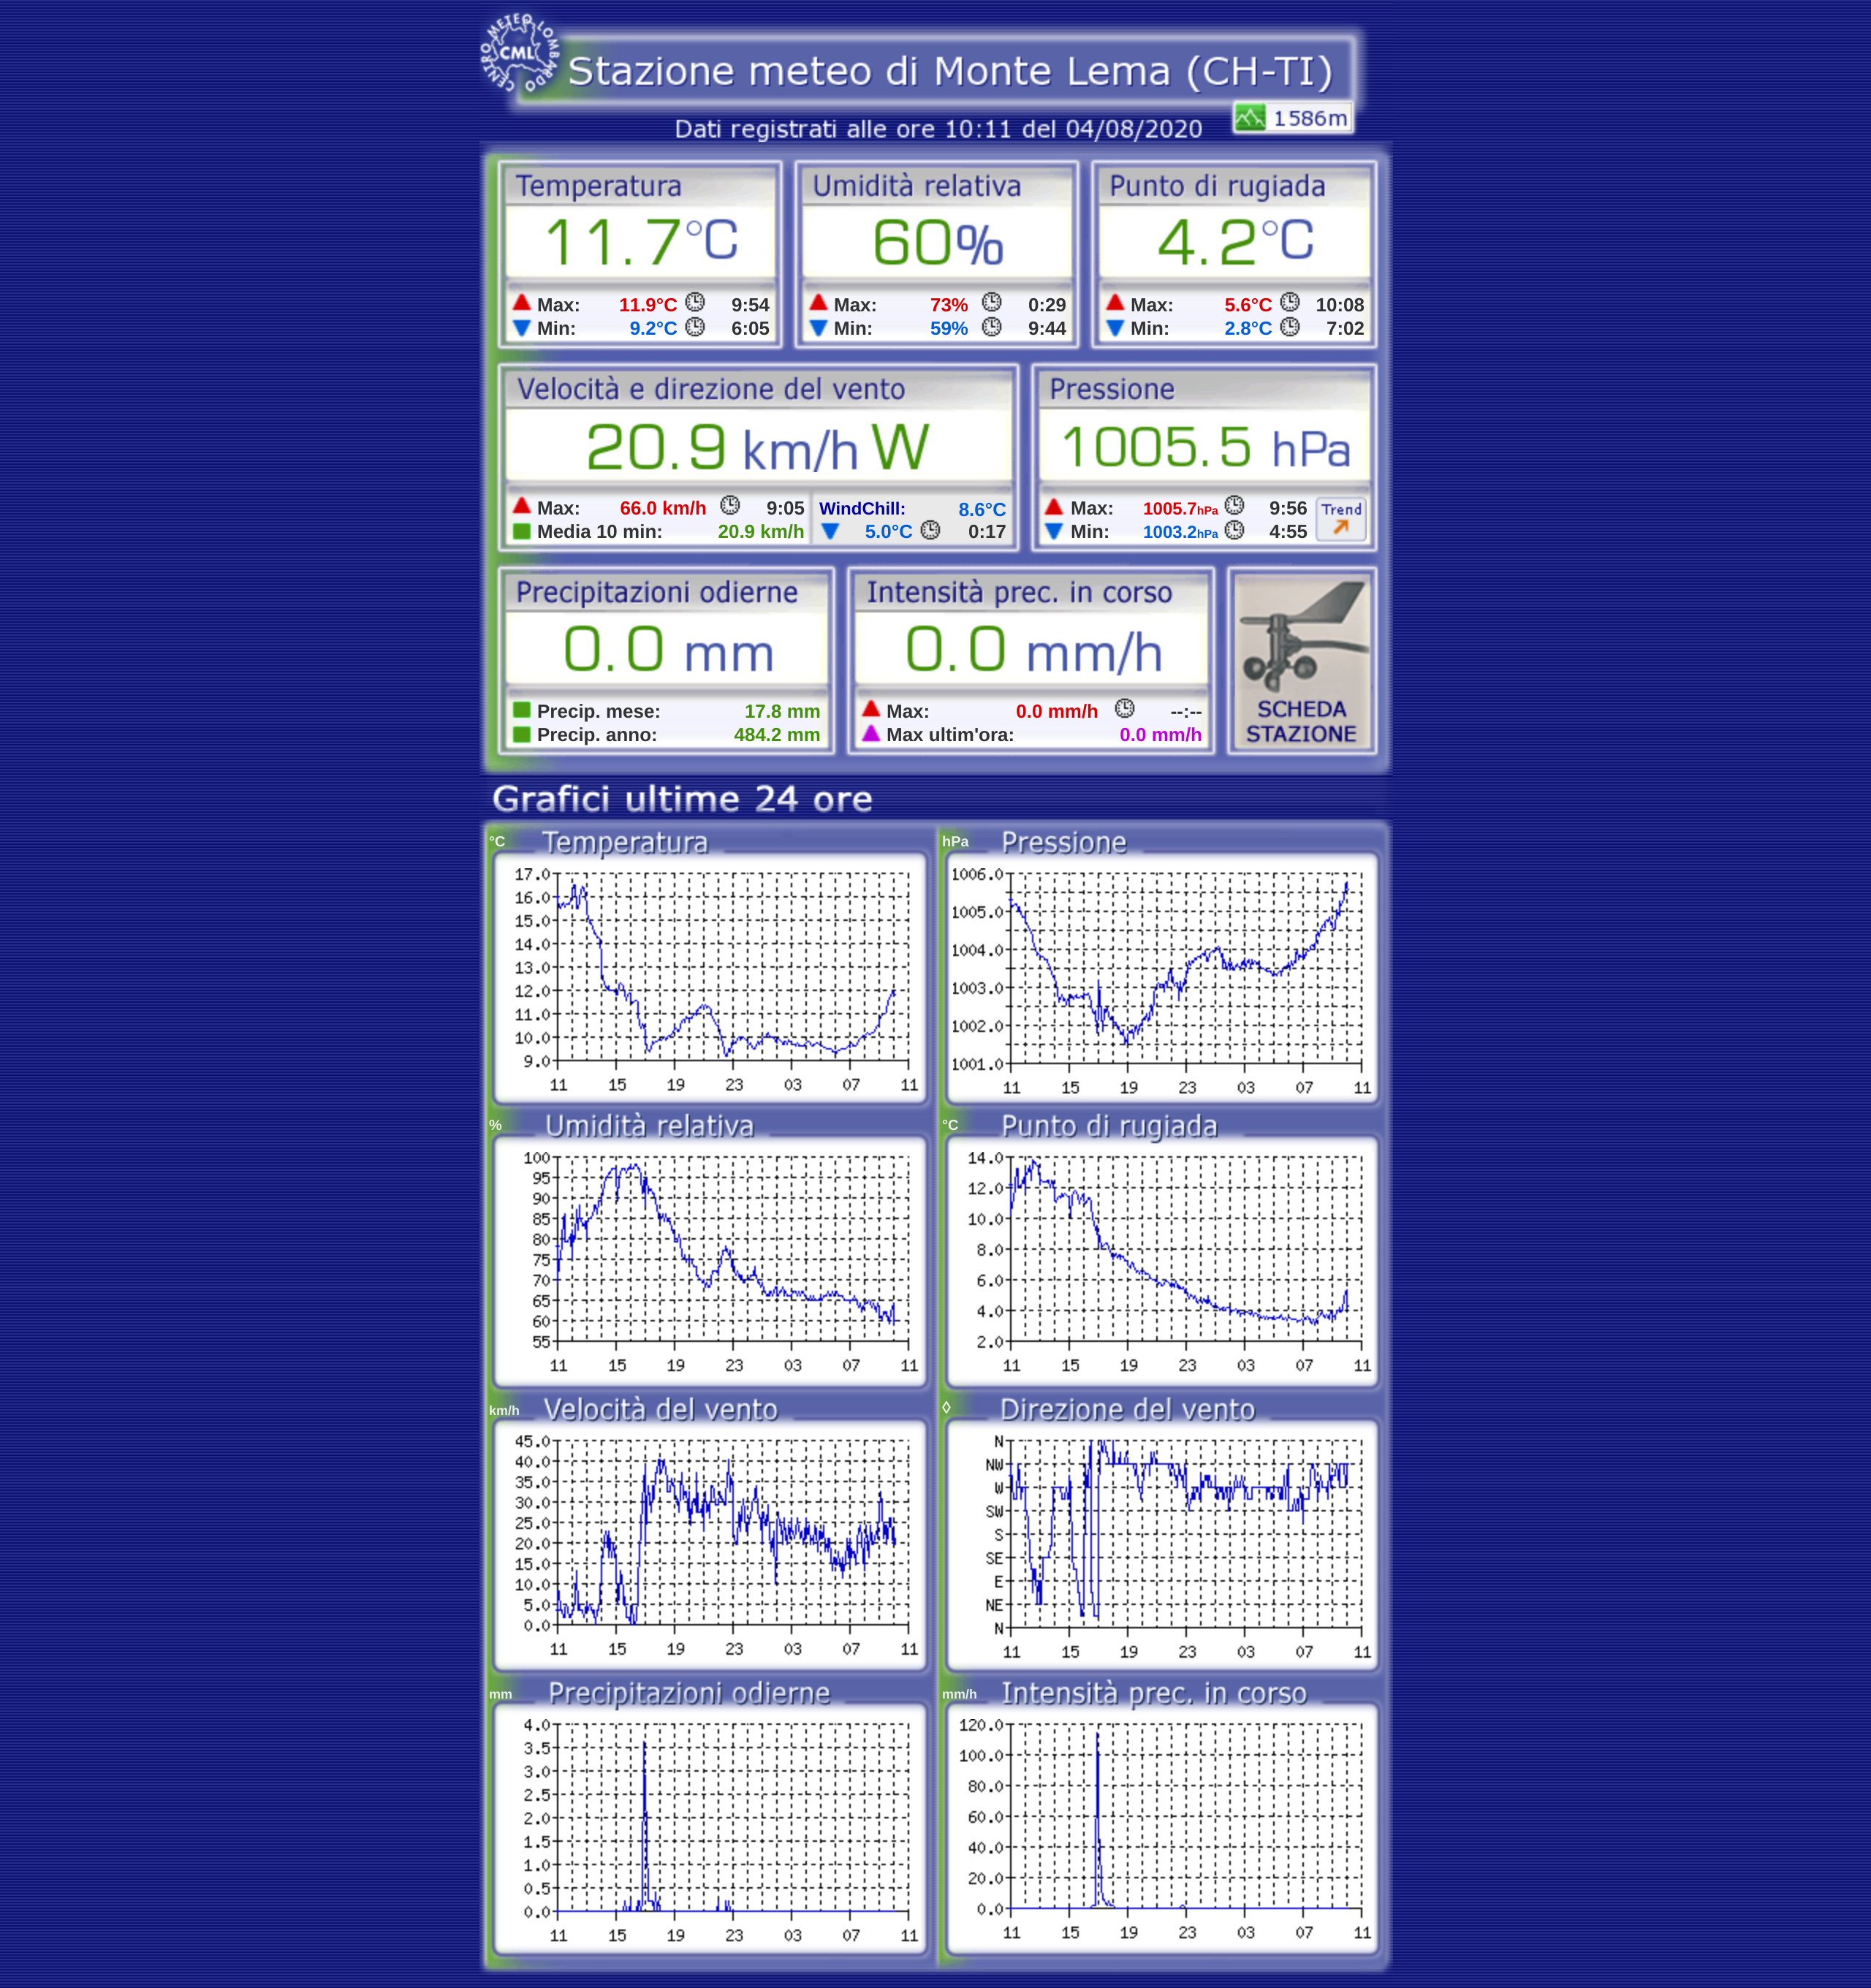 CENTRO METEO LOMBARDO
CML
Stazione meteo di Monte Lema (CH-TI)
1586m
Dati registrati alle ore 10:11 del 04/08/2020
Temperatura Umidità relativa Punto di rugiada
11.7°C 60% 4.2°C
Max: 11.9°C 9:54 Max: 73% 0:29 Max: 5.6°C 10:08
Min: 9.2°C 6:05 Min: 59% 9:44 Min: 2.8°C 7:02
Velocità e direzione del vento Pressione
20.9 km/h W 1005.5 hPa
Max: 66.0 km/h 9:05 WindChill: 8.6°C Max: 1005.7hPa 9:56 Trend
Media 10 min: 20.9 km/h 5.0°C 0:17 Min: 1003.2hPa 4:55
Precipitazioni odierne Intensità prec. in corso
0.0 mm 0.0 mm/h
Precip. mese: 17.8 mm Max: 0.0 mm/h --:-- SCHEDA
Precip. anno: 484.2 mm Max ultim'ora: 0.0 mm/h STAZIONE
Grafici ultime 24 ore
°C Temperatura
17.0
16.0
15.0
14.0
13.0
12.0
11.0
10.0
9.0
11 15 19 23 03 07 11
hPa Pressione
1006.0
1005.0
1004.0
1003.0
1002.0
1001.0
11 15 19 23 03 07 11
% Umidità relativa
100
95
90
85
80
75
70
65
60
55
11 15 19 23 03 07 11
°C Punto di rugiada
14.0
12.0
10.0
8.0
6.0
4.0
2.0
11 15 19 23 03 07 11
km/h Velocità del vento
45.0
40.0
35.0
30.0
25.0
20.0
15.0
10.0
5.0
0.0
11 15 19 23 03 07 11
◊ Direzione del vento
N
NW
W
SW
S
SE
E
NE
N
11 15 19 23 03 07 11
mm Precipitazioni odierne
4.0
3.5
3.0
2.5
2.0
1.5
1.0
0.5
0.0
11 15 19 23 03 07 11
mm/h Intensità prec. in corso
120.0
100.0
80.0
60.0
40.0
20.0
0.0
11 15 19 23 03 07 11